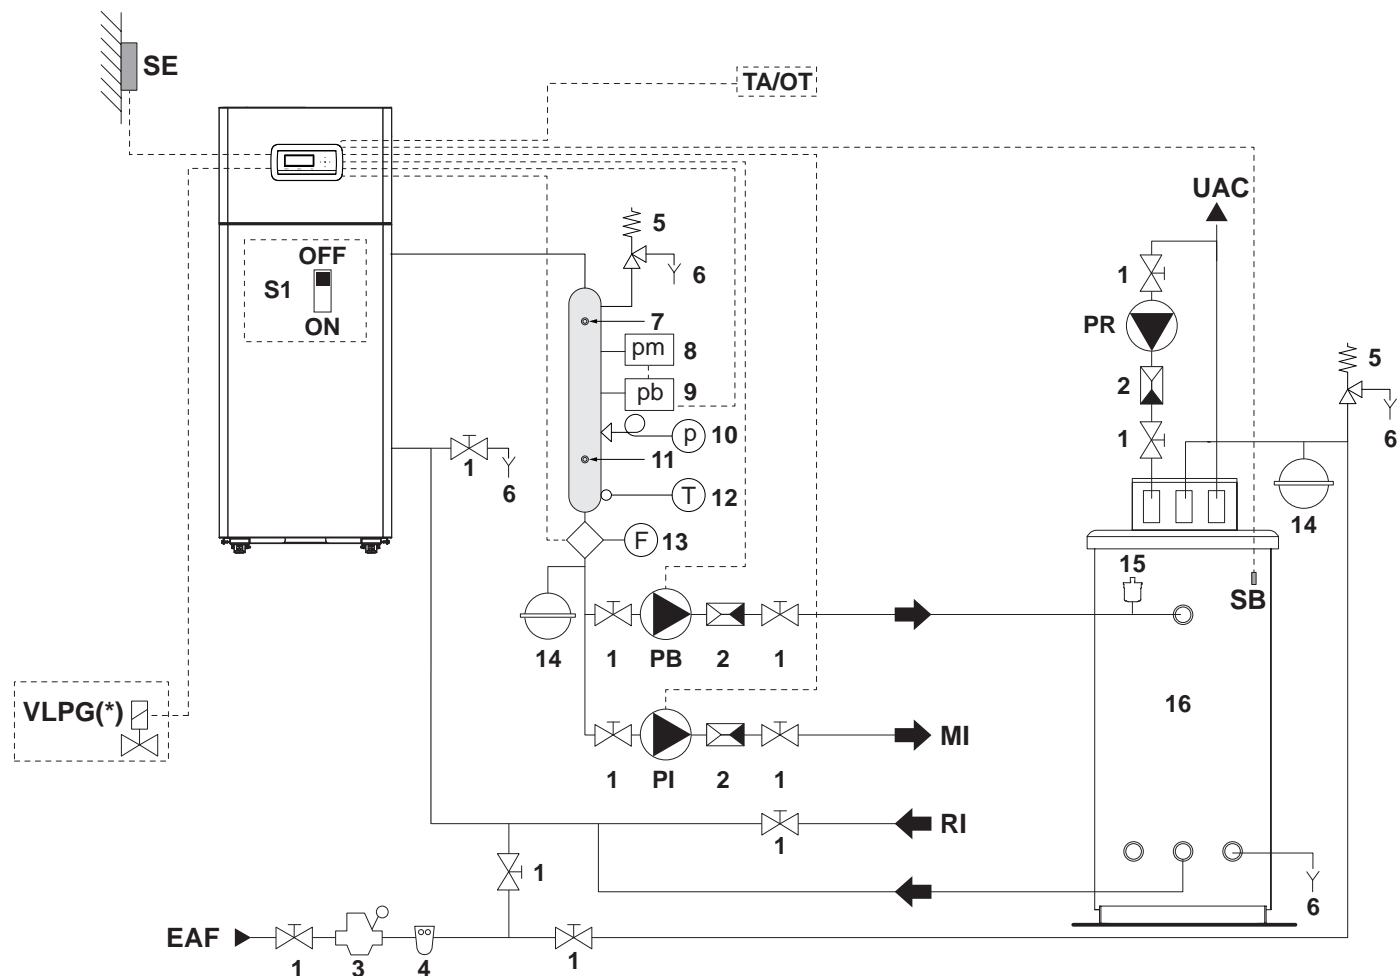 SE
TA/OT
UAC
OFF
S1
ON
5
6
7
pm 8
pb 9
p 10
11
T 12
F 13
1
6
1
PR
2
1
5
6
14
15
SB
14
1 PB 2 1
16
VLPG(*)
MI
1 PI 2 1
RI
1
1
6
EAF
1 3 4 1